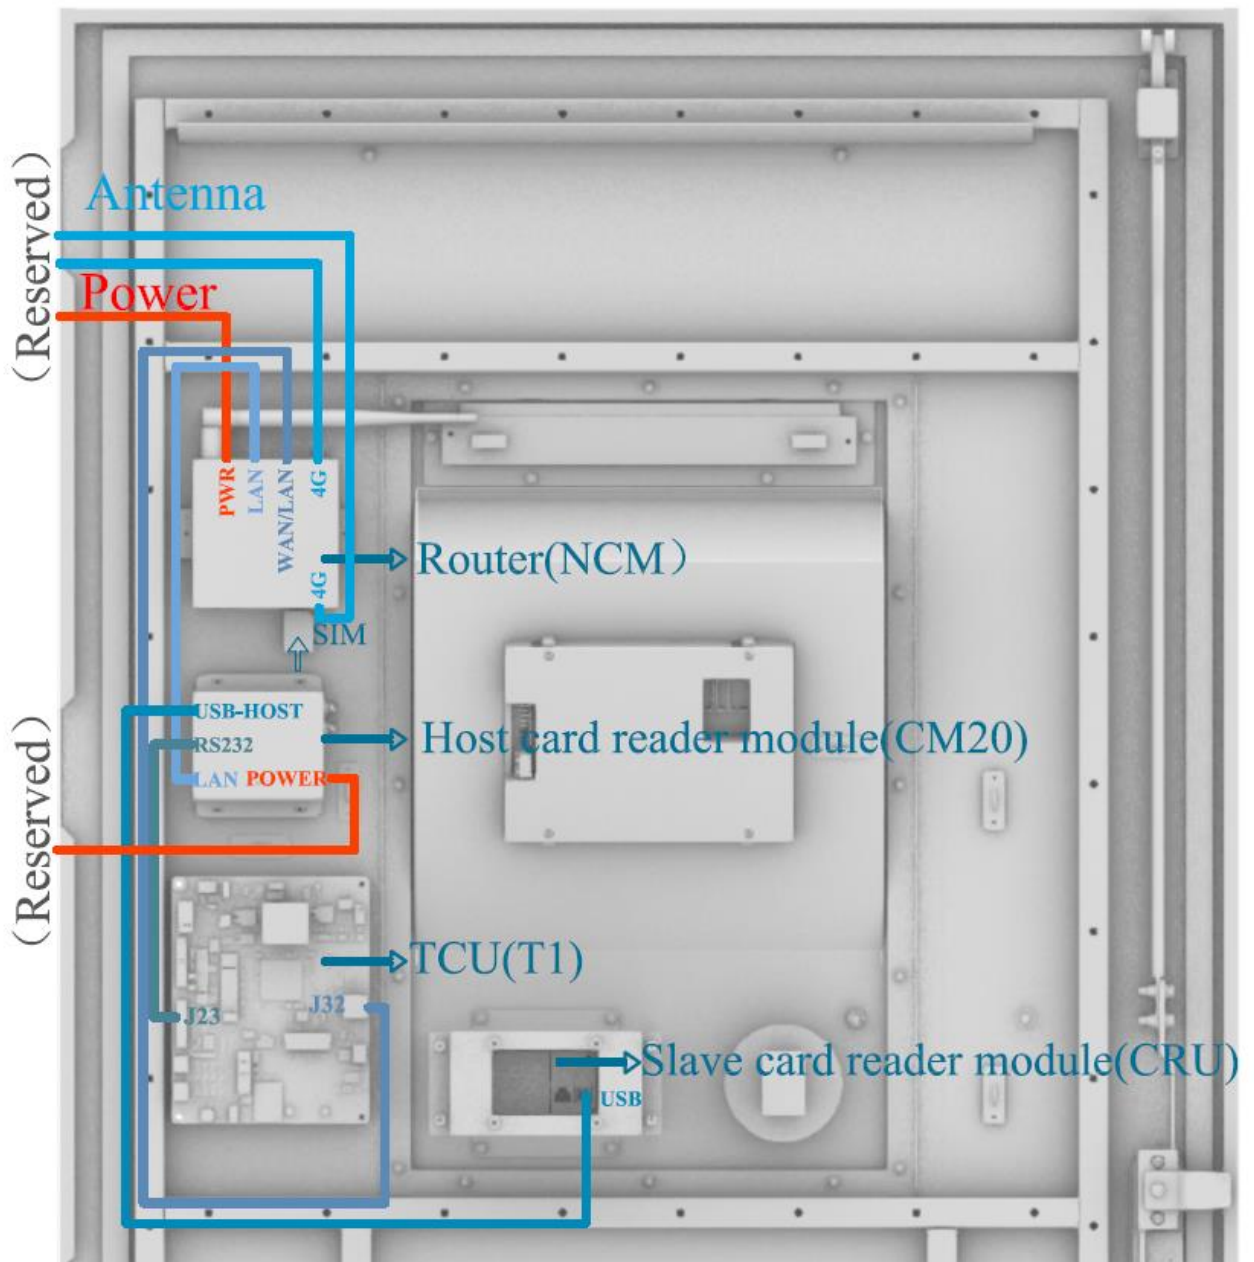 Antenna
（Reserved）
Power
PWR
LAN
WAN/LAN
4G
Router(NCM）
4G
SIM
USB-HOST
RS232
LAN POWER
Host card reader module(CM20)
（Reserved）
TCU(T1)
J23
J32
Slave card reader module(CRU)
USB